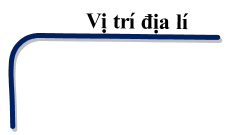 Vị trí địa lí